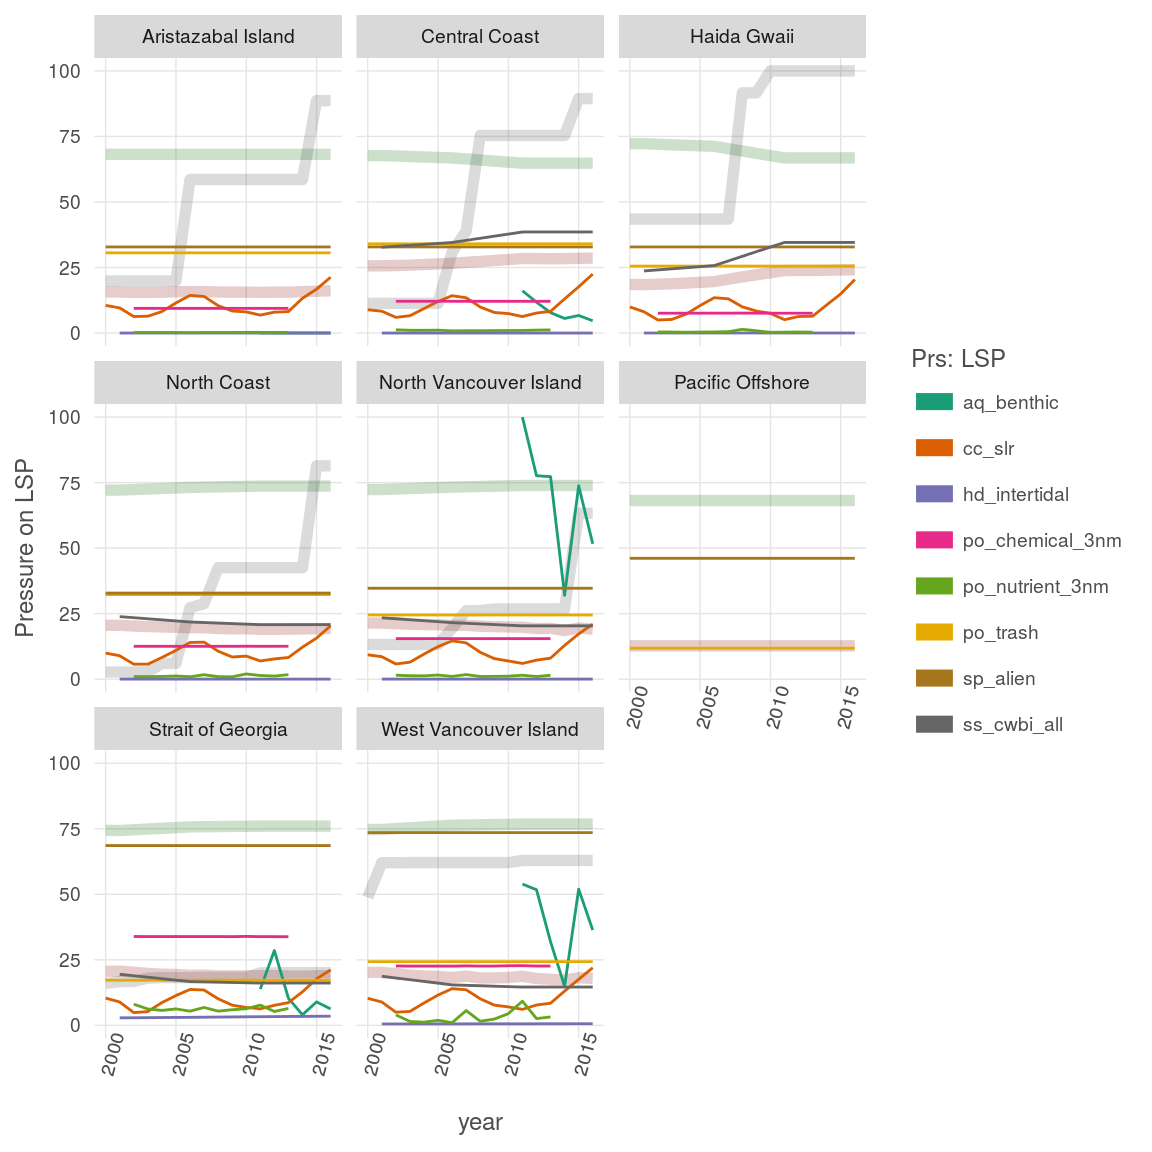 Aristazabal Island Central Coast Haida Gwaii
100
75
50
25
0
North Coast North Vancouver Island Pacific Offshore
100
75
50
25
0
2000 2005 2010 2015
Strait of Georgia West Vancouver Island
100
75
50
25
0
2000 2005 2010 2015 2000 2005 2010 2015
year
Pressure on LSP
Prs: LSP
aq_benthic
cc_slr
hd_intertidal
po_chemical_3nm
po_nutrient_3nm
po_trash
sp_alien
ss_cwbi_all